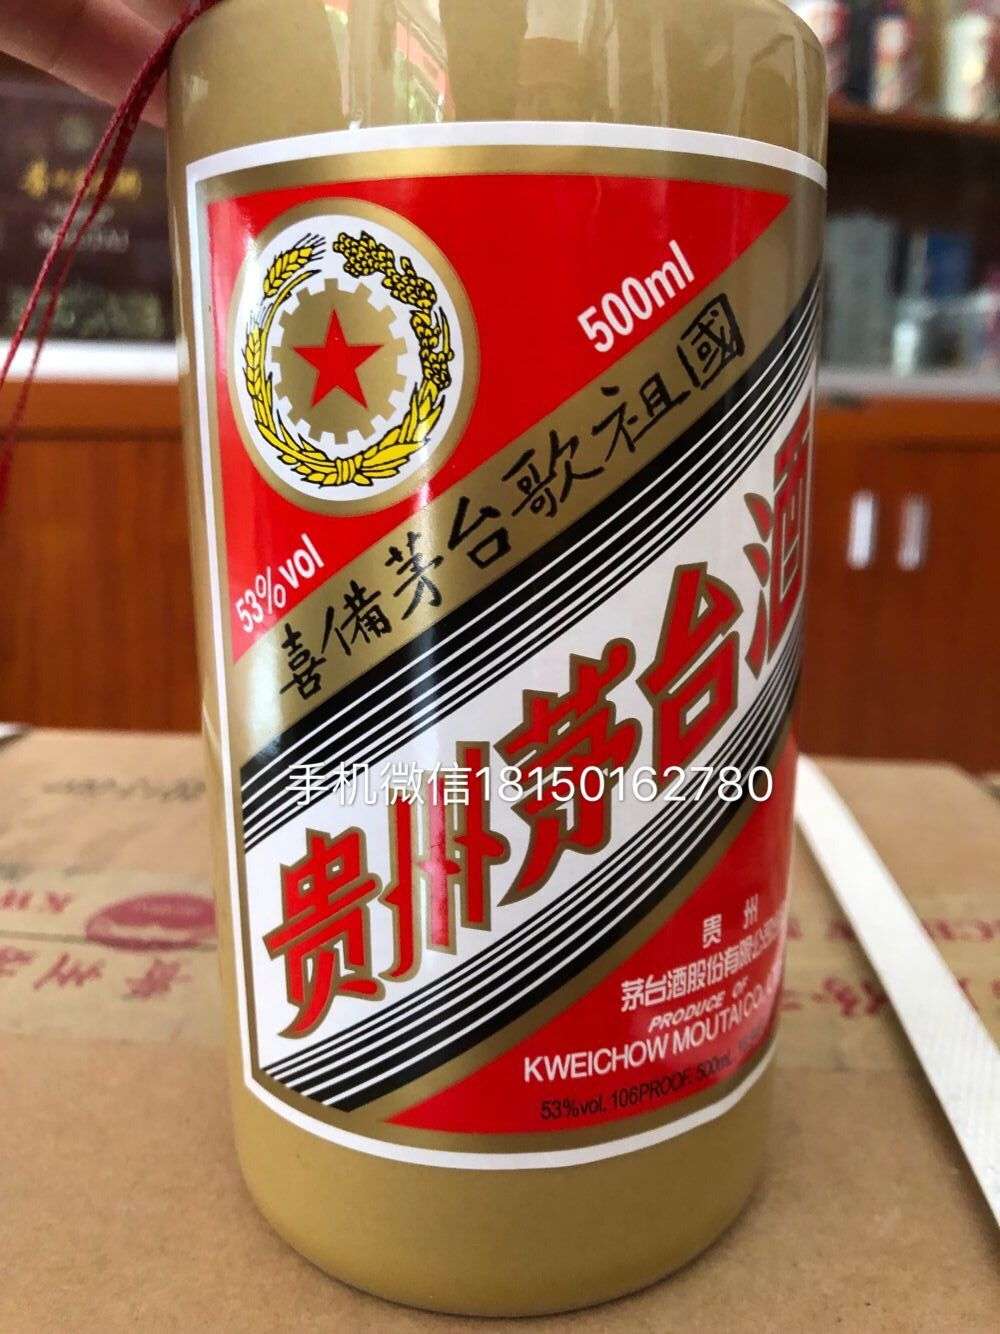 500ml
53%vol
喜備茅台歌祖國
贵州茅台酒
手机微信18150162780
贵 州
茅台酒股份有限公司
PRODUCE OF
KWEICHOW MOUTAI CO.
53%vol. 106PROOF. 500mL